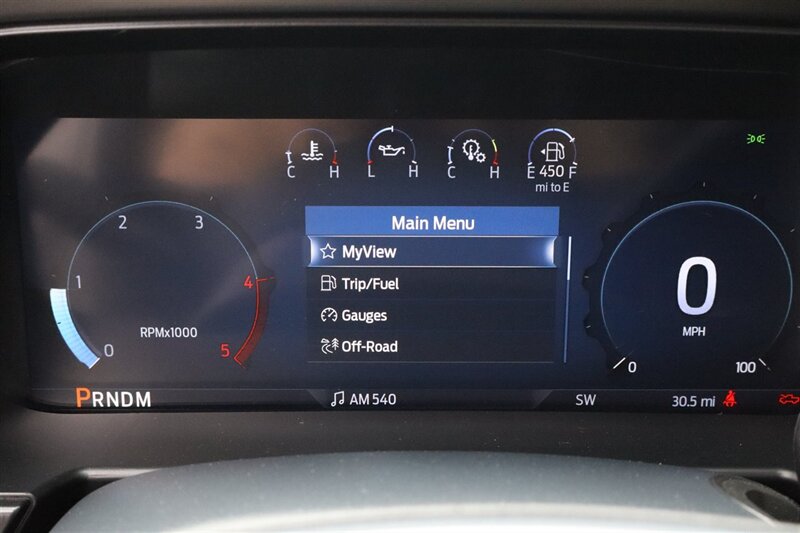 C H L H C H E 450 F
mi to E
Main Menu
MyView
Trip/Fuel
Gauges
Off-Road
2 3
1 4
0 5
RPMx1000
0
MPH
0 100
PRNDM
AM 540
SW
30.5 mi